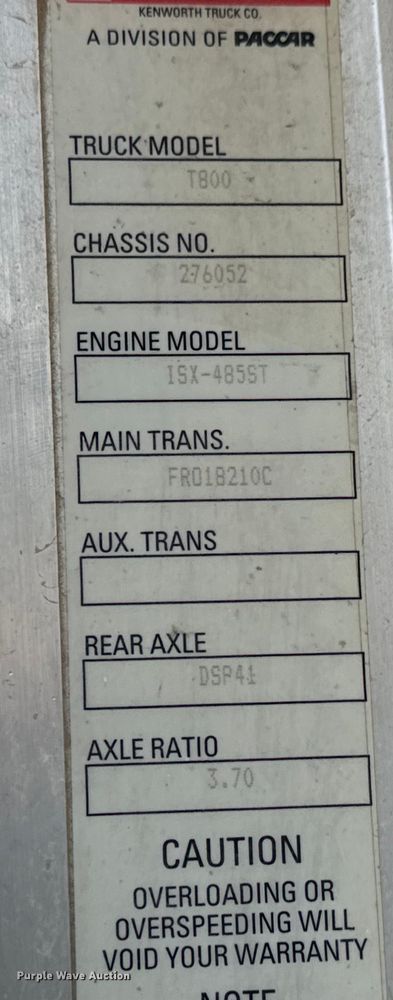 KENWORTH TRUCK CO.
A DIVISION OF PACCAR
TRUCK MODEL
T800
CHASSIS NO.
276052
ENGINE MODEL
ISX-485ST
MAIN TRANS.
FRO18210C
AUX. TRANS
REAR AXLE
DSP41
AXLE RATIO
3.70
CAUTION
OVERLOADING OR
OVERSPEEDING WILL
VOID YOUR WARRANTY
NOTE
Purple Wave Auction